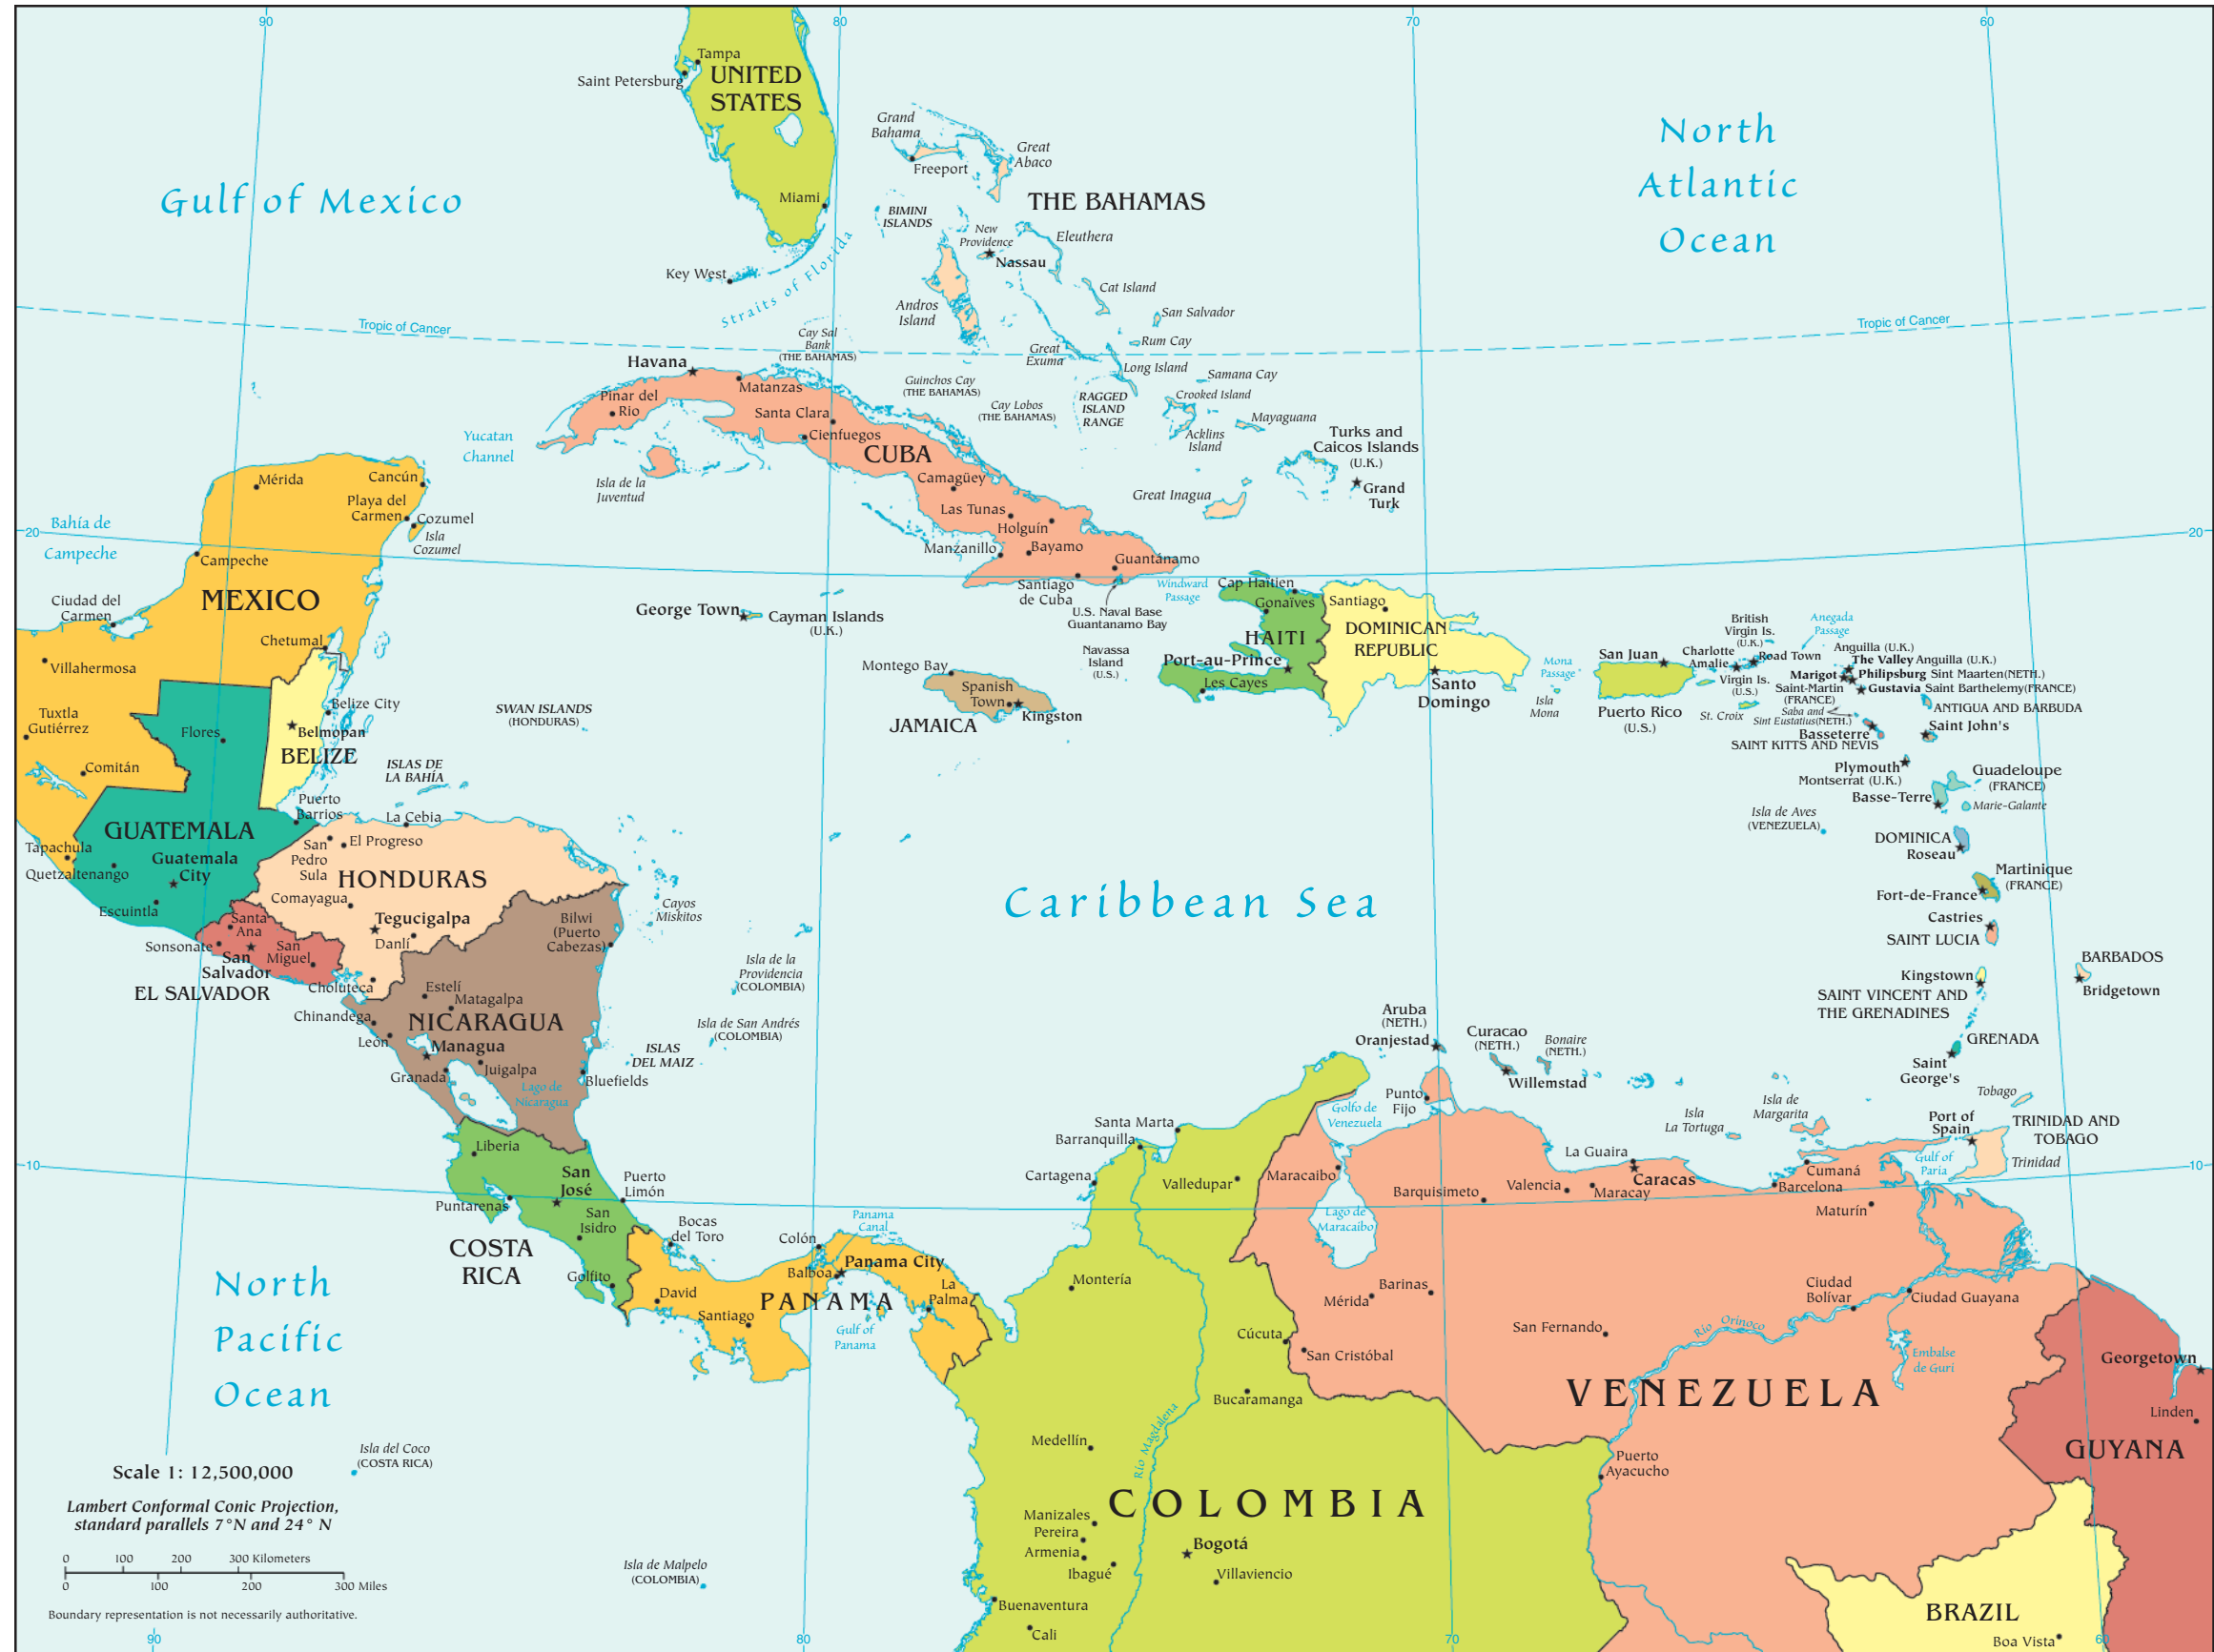 90
80
70
60
Tampa
Saint Petersburg
UNITED
STATES
Miami
Key West
Straits of Florida
Gulf of Mexico
North
Atlantic
Ocean
Grand
Bahama
Freeport
Great
Abaco
THE BAHAMAS
BIMINI
ISLANDS
New
Providence
Nassau
Eleuthera
Cat Island
Andros
Island
San Salvador
Rum Cay
Great
Exuma
Long Island
Samana Cay
Crooked Island
RAGGED
ISLAND
RANGE
Mayaguana
Acklins
Island
Cay Sal
Bank
(THE BAHAMAS)
Guinchos Cay
(THE BAHAMAS)
Cay Lobos
(THE BAHAMAS)
Great Inagua
Turks and
Caicos Islands
(U.K.)
Grand
Turk
Tropic of Cancer
Tropic of Cancer
Havana
Matanzas
Pinar del
Rio
Santa Clara
Cienfuegos
CUBA
Camagüey
Isla de la
Juventud
Las Tunas
Holguín
Manzanillo
Bayamo
Guantánamo
Santiago
de Cuba
U.S. Naval Base
Guantanamo Bay
Windward
Passage
Yucatan
Channel
Mérida
Cancún
Playa del
Carmen
Cozumel
Isla
Cozumel
20
20
Bahía de
Campeche
Campeche
MEXICO
Ciudad del
Carmen
Chetumal
Villahermosa
Tuxtla
Gutiérrez
Comitán
Tapachula
George Town
Cayman Islands
(U.K.)
Montego Bay
Spanish
Town
Kingston
JAMAICA
Navassa
Island
(U.S.)
Cap Haïtien
Gonaïves
HAITI
Port-au-Prince
Les Cayes
Santiago
DOMINICAN
REPUBLIC
Santo
Domingo
Mona
Passage
Isla
Mona
San Juan
Puerto Rico
(U.S.)
British
Virgin Is.
(U.K.)
Charlotte
Amalie
Road Town
Virgin Is.
(U.S.)
St. Croix
Anegada
Passage
Anguilla (U.K.)
The Valley Anguilla (U.K.)
Marigot
Philipsburg Sint Maarten(NETH.)
Saint-Martin
(FRANCE)
Gustavia Saint Barthelemy(FRANCE)
Saba and
Sint Eustatius(NETH.)
ANTIGUA AND BARBUDA
Saint John's
Basseterre
SAINT KITTS AND NEVIS
Plymouth
Montserrat (U.K.)
Guadeloupe
(FRANCE)
Basse-Terre
Marie-Galante
Isla de Aves
(VENEZUELA)
DOMINICA
Roseau
Martinique
(FRANCE)
Fort-de-France
Castries
SAINT LUCIA
BARBADOS
Bridgetown
Kingstown
SAINT VINCENT AND
THE GRENADINES
GRENADA
Saint
George's
Tobago
Port of
Spain
TRINIDAD AND
TOBAGO
Trinidad
Gulf of
Paria
Flores
Belize City
Belmopan
BELIZE
SWAN ISLANDS
(HONDURAS)
ISLAS DE
LA BAHÍA
Puerto
Barrios
La Cebia
GUATEMALA
Guatemala
City
Quetzaltenango
Escuintla
San
Pedro
Sula
El Progreso
HONDURAS
Comayagua
Tegucigalpa
Danlí
Choluteca
Santa
Ana
Sonsonate
San
Salvador
San
Miguel
EL SALVADOR
Bilwi
(Puerto
Cabezas)
Cayos
Miskitos
Caribbean Sea
Isla de la
Providencia
(COLOMBIA)
Isla de San Andrés
(COLOMBIA)
ISLAS
DEL MAIZ
Estelí
Matagalpa
NICARAGUA
Chinandega
León
Managua
Juigalpa
Granada
Lago de
Nicaragua
Bluefields
Liberia
San
José
Puerto
Limón
Puntarenas
San
Isidro
COSTA
RICA
Golfito
10
10
Bocas
del Toro
Colón
Panama
Canal
Balboa
Panama City
David
Santiago
PANAMA
La
Palma
Gulf of
Panama
Aruba
(NETH.)
Oranjestad
Curacao
(NETH.)
Bonaire
(NETH.)
Willemstad
Punto
Fijo
Golfo de
Venezuela
Isla
La Tortuga
Isla de
Margarita
Santa Marta
Barranquilla
Cartagena
Valledupar
Maracaibo
Lago de
Maracaibo
Barquisimeto
Valencia
Maracay
La Guaira
Caracas
Cumaná
Barcelona
Maturín
Montería
Barinas
Mérida
Cúcuta
San Cristóbal
San Fernando
Ciudad
Bolívar
Ciudad Guayana
Río Orinoco
Embalse
de Guri
VENEZUELA
Bucaramanga
Río Magdalena
Medellín
Puerto
Ayacucho
Manizales
Pereira
Armenia
Ibagué
COLOMBIA
Bogotá
Villaviencio
Buenaventura
Cali
Georgetown
Linden
GUYANA
BRAZIL
Boa Vista
North
Pacific
Ocean
Isla del Coco
(COSTA RICA)
Isla de Malpelo
(COLOMBIA)
Scale 1: 12,500,000
Lambert Conformal Conic Projection,
standard parallels 7°N and 24° N
0 100 200 300 Kilometers
0 100 200 300 Miles
Boundary representation is not necessarily authoritative.
90
80
70
60